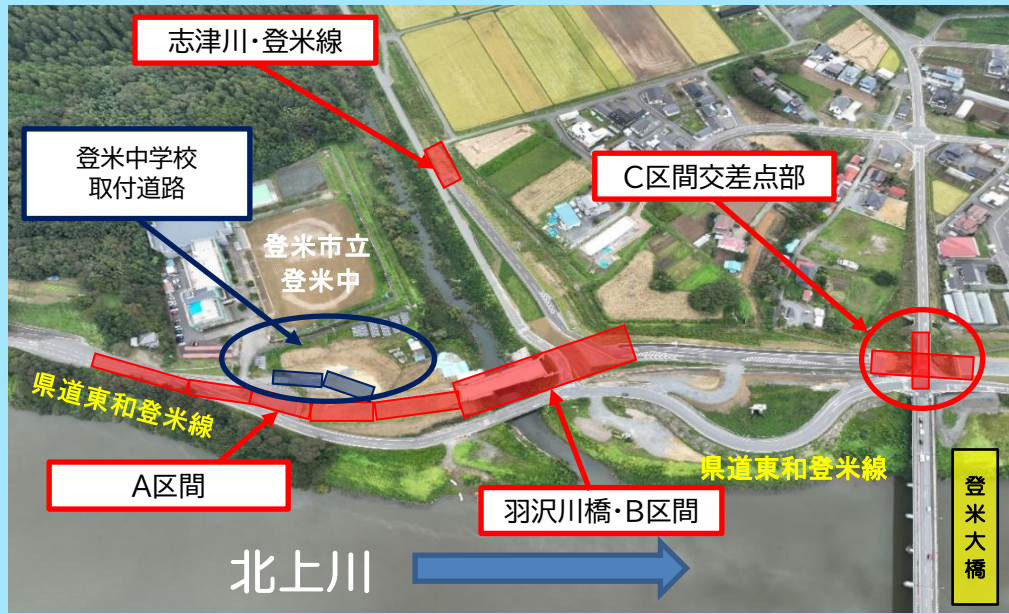 志津川・登米線
登米中学校
取付道路
C区間交差点部
登米市立
登米中
県道東和登米線
A区間
羽沢川橋・B区間
県道東和登米線
登米大橋
北上川